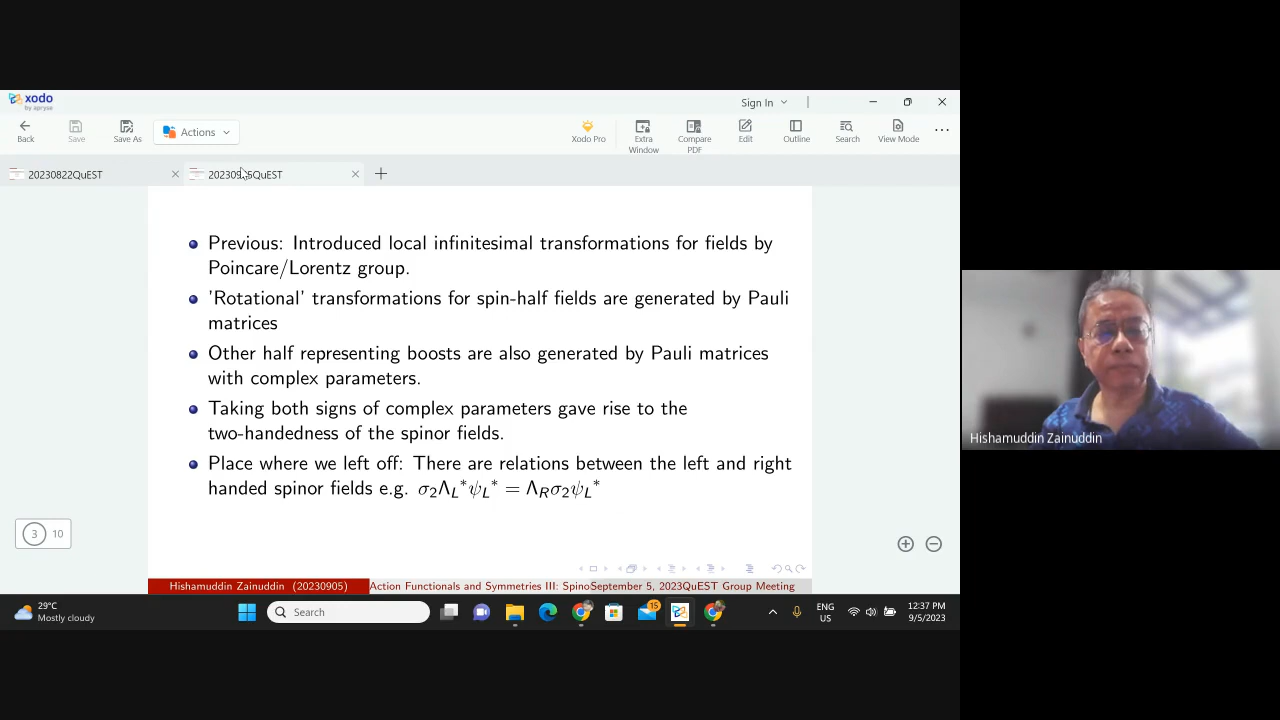 xodo
by apryse
Sign In
Back
Save
Save As
Actions
Xodo Pro
Extra
Window
Compare
PDF
Edit
Outline
Search
View Mode
20230822QuEST
Previous: Introduced local infinitesimal transformations for fields by
Poincare/Lorentz group.
'Rotational' transformations for spin-half fields are generated by Pauli
matrices
Other half representing boosts are also generated by Pauli matrices
with complex parameters.
Taking both signs of complex parameters gave rise to the
two-handedness of the spinor fields.
Place where we left off: There are relations between the left and right
handed spinor fields e.g. σ₂Λ_L*ψ_L* = Λ_Rσ₂ψ_L*
3 10
Hishamuddin Zainuddin (20230905)
Action Functionals and Symmetries III: SpinoSeptember 5, 2023QuEST Group Meeting
Hishamuddin Zainuddin
29°C
Mostly cloudy
Search
15
ENG
US
12:37 PM
9/5/2023